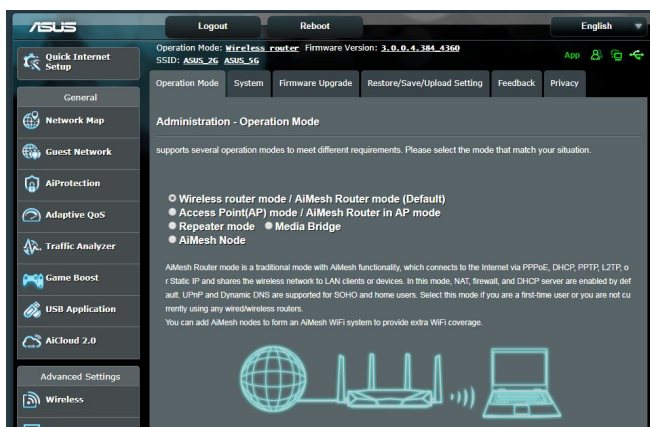 ASUS
Logout
Reboot
English
Quick Internet
Setup
Operation Mode: Wireless router Firmware Version: 3.0.0.4.384_4360
SSID: ASUS_2G ASUS_5G
App
Operation Mode
System
Firmware Upgrade
Restore/Save/Upload Setting
Feedback
Privacy
General
Network Map
Guest Network
AiProtection
Adaptive QoS
Traffic Analyzer
Game Boost
USB Application
AiCloud 2.0
Advanced Settings
Wireless
Administration - Operation Mode
supports several operation modes to meet different requirements. Please select the mode that match your situation.
Wireless router mode / AiMesh Router mode (Default)
Access Point(AP) mode / AiMesh Router in AP mode
Repeater mode Media Bridge
AiMesh Node
AiMesh Router mode is a traditional mode with AiMesh functionality, which connects to the Internet via PPPoE, DHCP, PPTP, L2TP, o
r Static IP and shares the wireless network to LAN clients or devices. In this mode, NAT, firewall, and DHCP server are enabled by def
ault. UPnP and Dynamic DNS are supported for SOHO and home users. Select this mode if you are a first-time user or you are not cu
rrently using any wired/wireless routers.
You can add AiMesh nodes to form an AiMesh WiFi system to provide extra WiFi coverage.